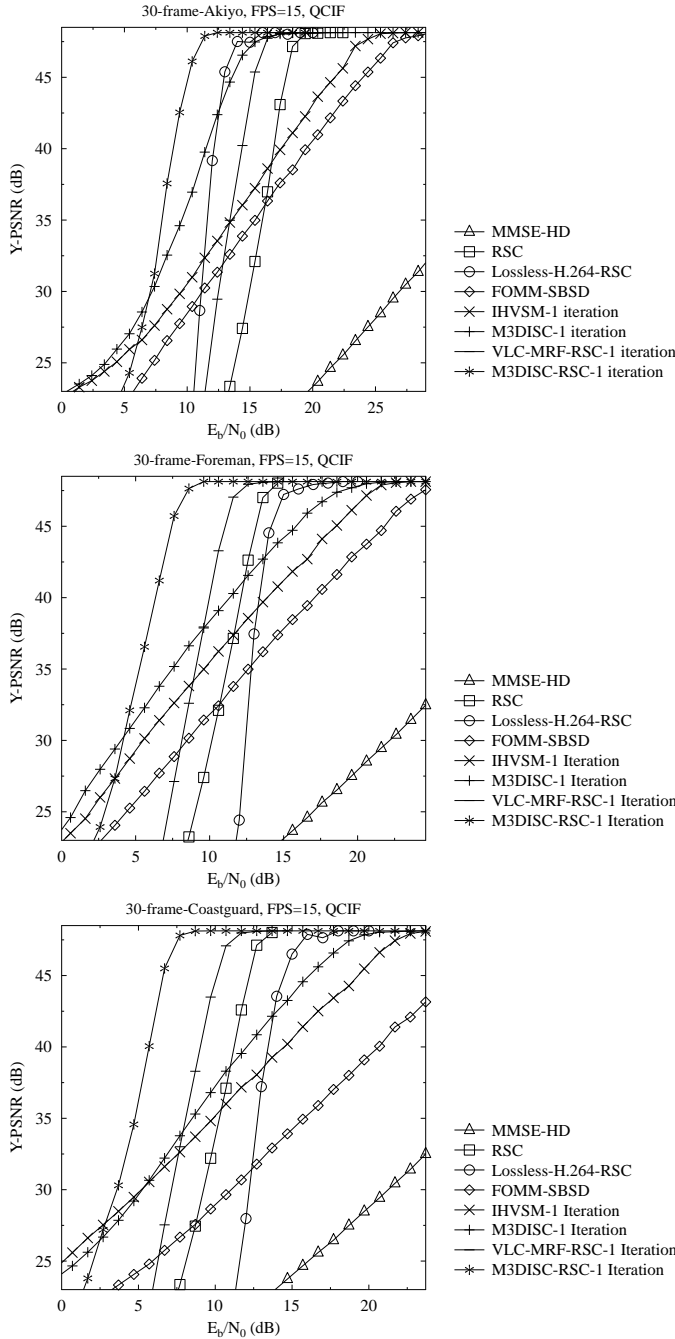 30-frame-Akiyo, FPS=15, QCIF
Y-PSNR (dB)
45
40
35
30
25
0
5
10
15
20
25
E_b/N_0 (dB)
MMSE-HD
RSC
Lossless-H.264-RSC
FOMM-SBSD
IHVSM-1 iteration
M3DISC-1 iteration
VLC-MRF-RSC-1 iteration
M3DISC-RSC-1 iteration
30-frame-Foreman, FPS=15, QCIF
Y-PSNR (dB)
45
40
35
30
25
0
5
10
15
20
E_b/N_0 (dB)
MMSE-HD
RSC
Lossless-H.264-RSC
FOMM-SBSD
IHVSM-1 Iteration
M3DISC-1 Iteration
VLC-MRF-RSC-1 Iteration
M3DISC-RSC-1 Iteration
30-frame-Coastguard, FPS=15, QCIF
Y-PSNR (dB)
45
40
35
30
25
0
5
10
15
20
E_b/N_0 (dB)
MMSE-HD
RSC
Lossless-H.264-RSC
FOMM-SBSD
IHVSM-1 Iteration
M3DISC-1 Iteration
VLC-MRF-RSC-1 Iteration
M3DISC-RSC-1 Iteration